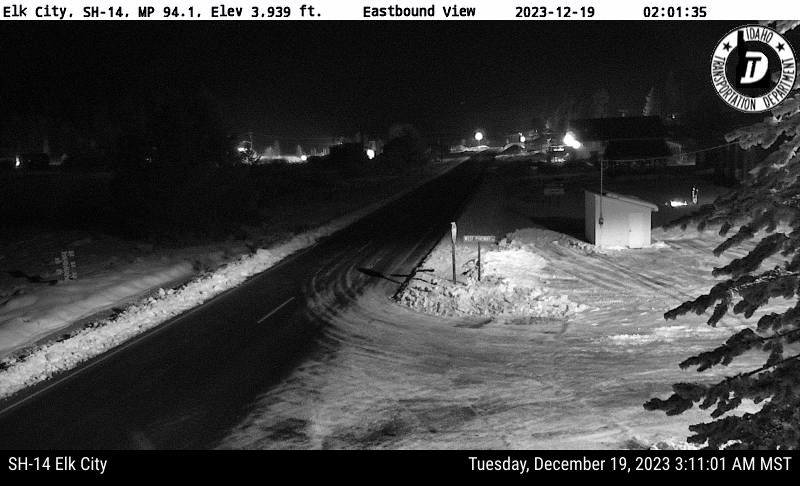 Elk City, SH-14, MP 94.1, Elev 3,939 ft. Eastbound View 2023-12-19 02:01:35
IDAHO
TRANSPORTATION DEPARTMENT
SH-14 Elk City Tuesday, December 19, 2023 3:11:01 AM MST